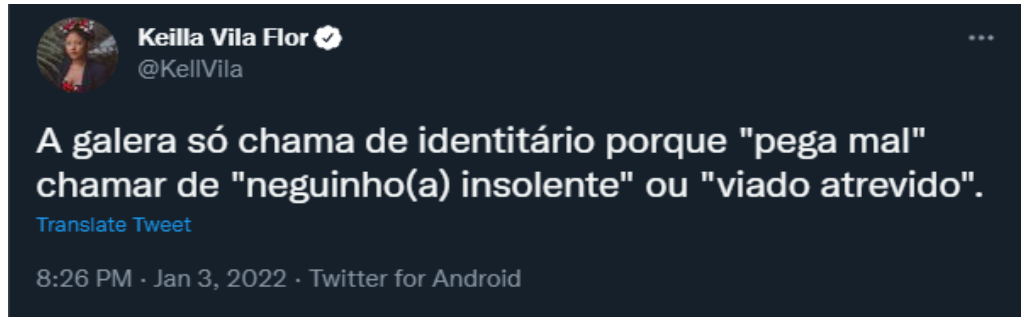 Keilla Vila Flor
@KellVila
A galera só chama de identitário porque "pega mal"
chamar de "neguinho(a) insolente" ou "viado atrevido".
Translate Tweet
8:26 PM · Jan 3, 2022 · Twitter for Android